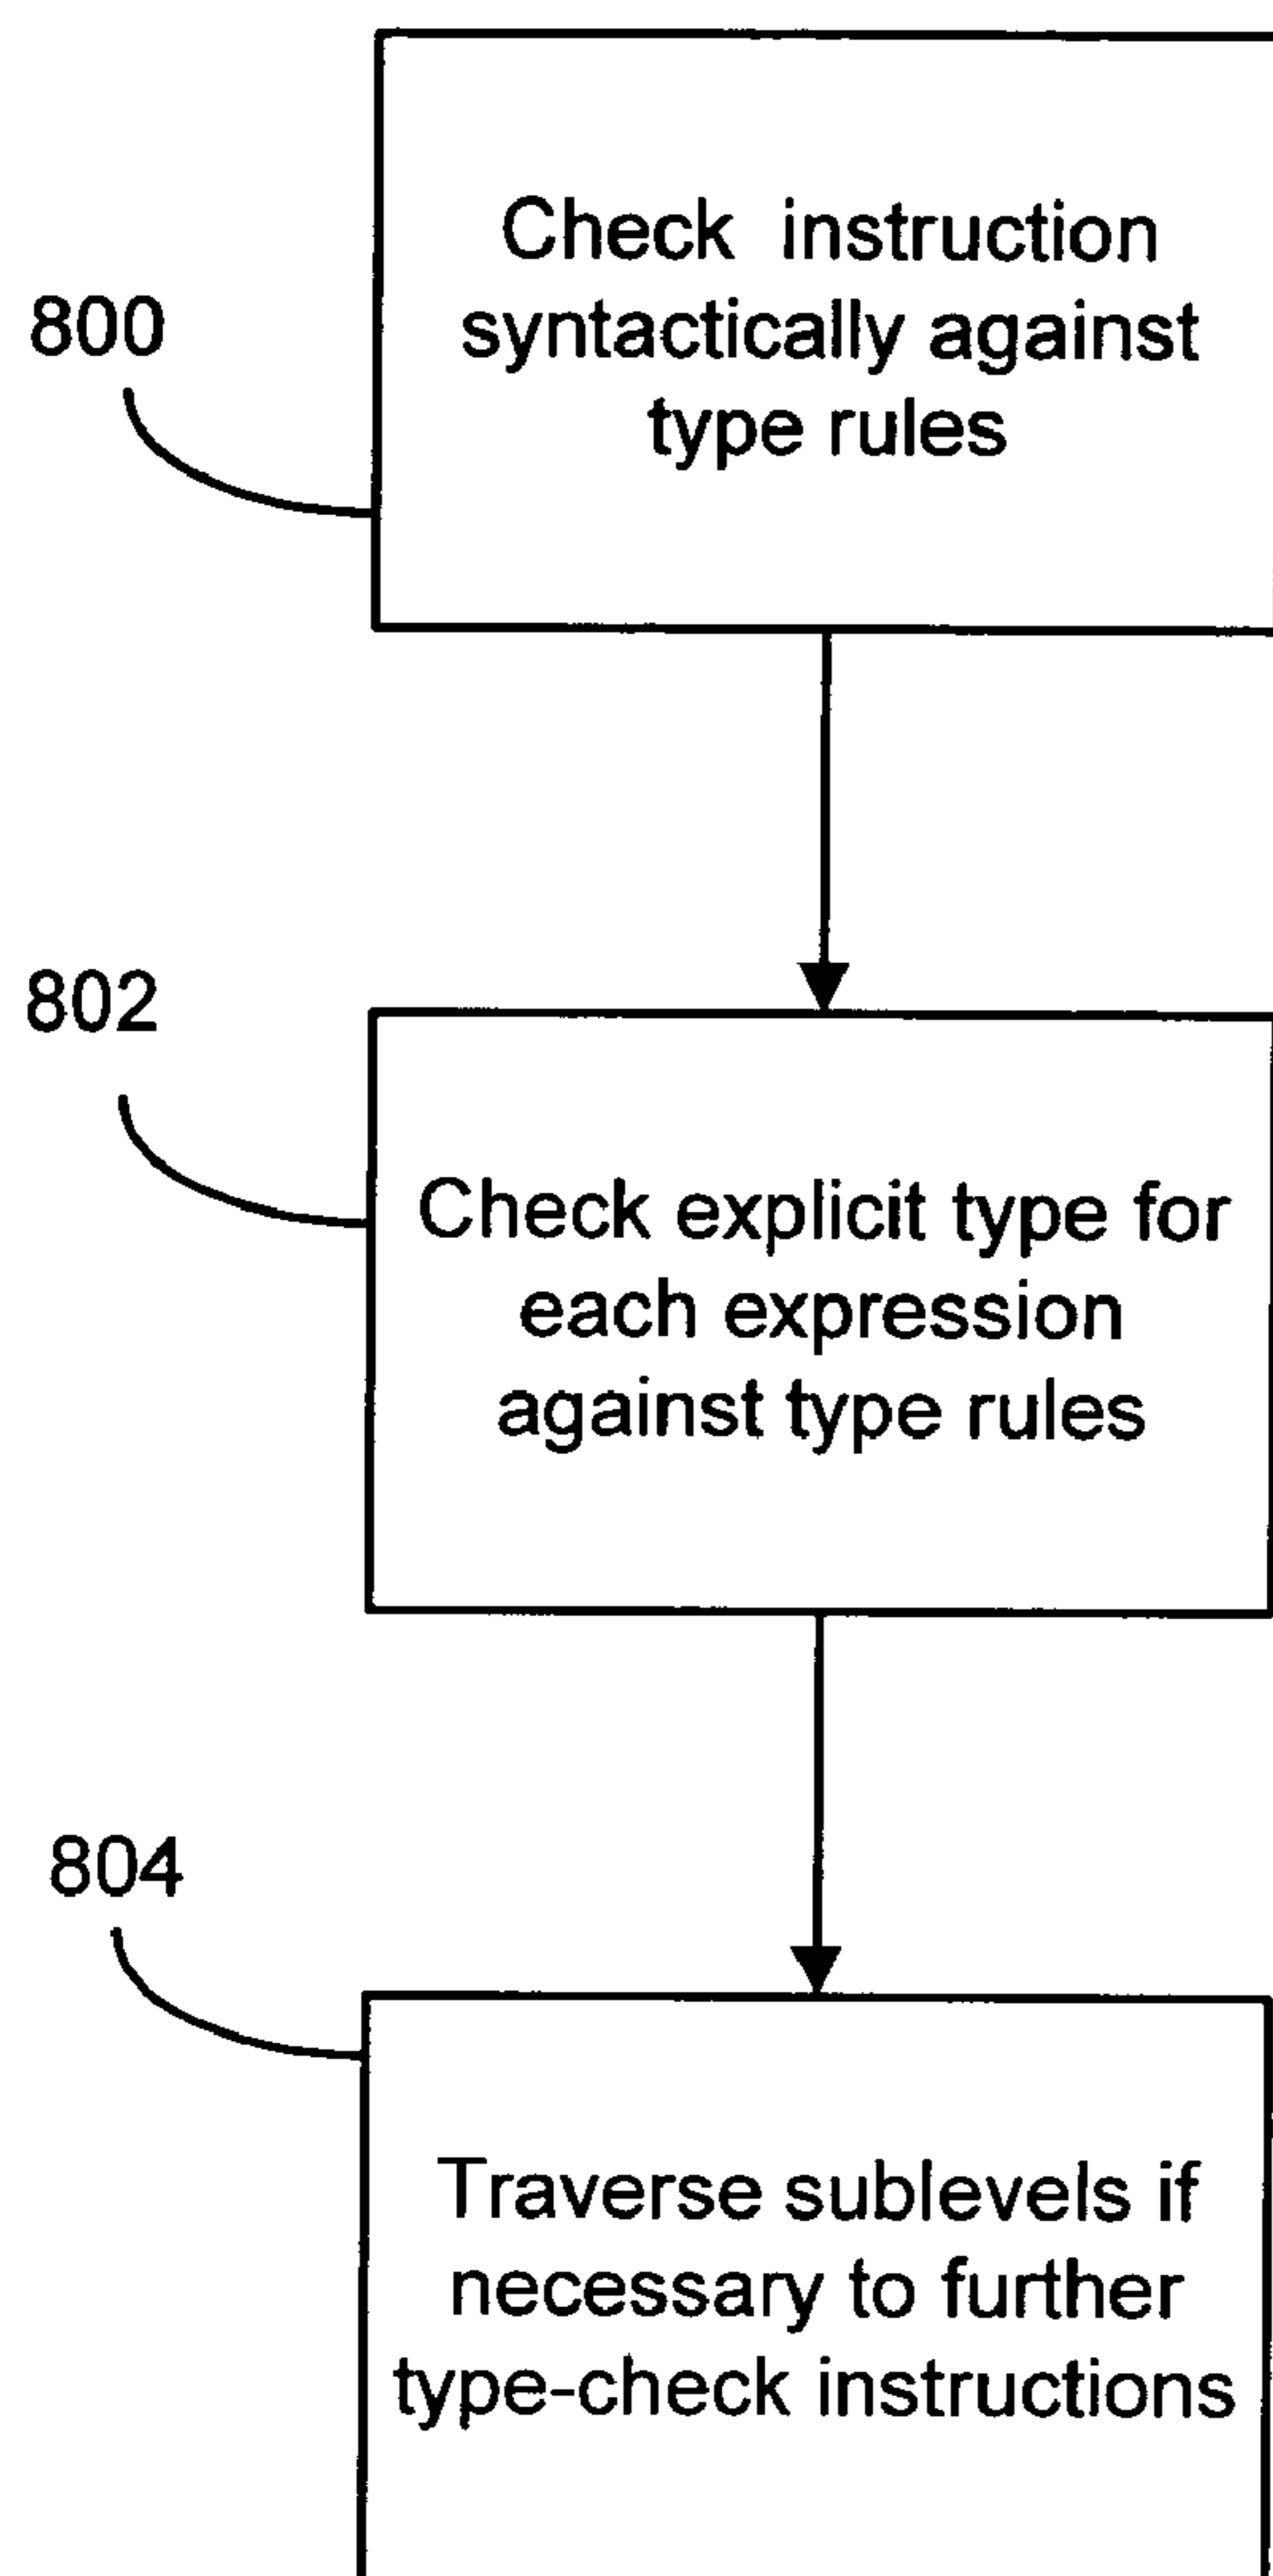 800
Check instruction
syntactically against
type rules
802
Check explicit type for
each expression
against type rules
804
Traverse sublevels if
necessary to further
type-check instructions